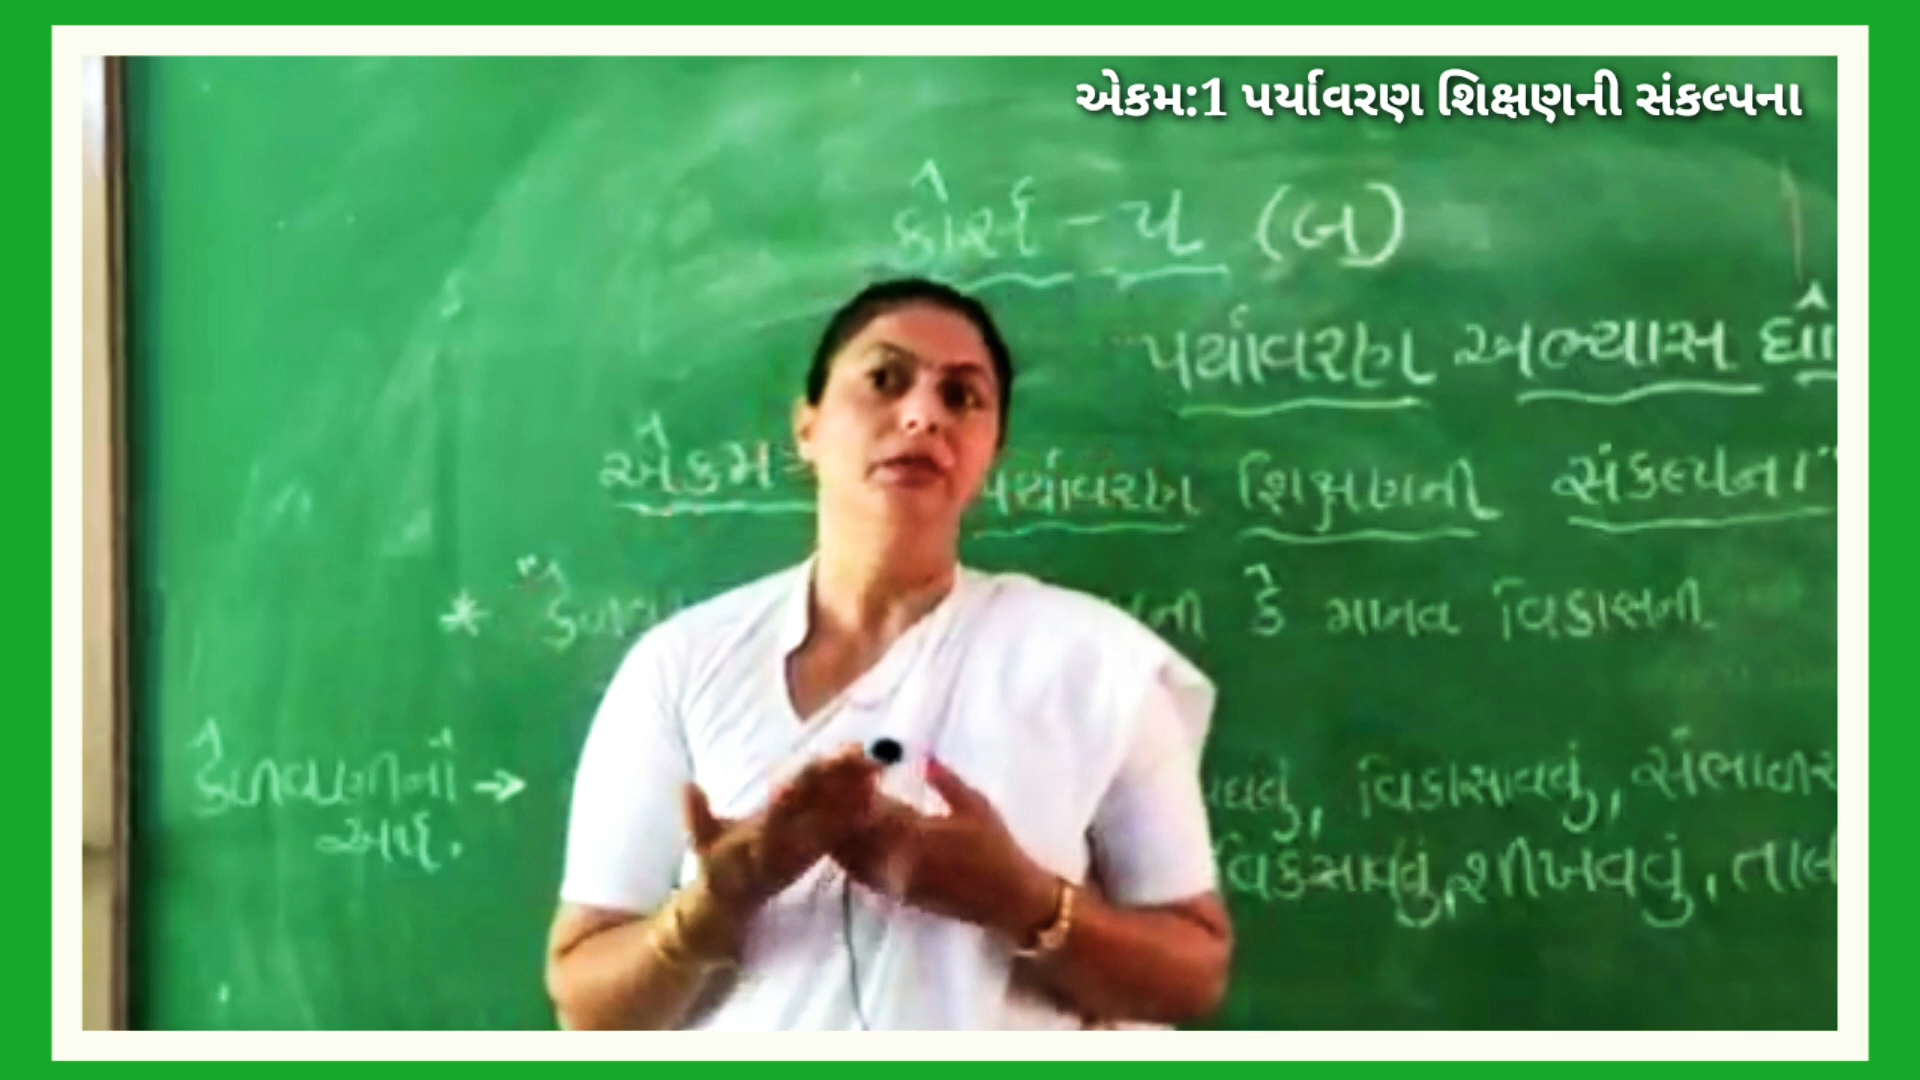 એકમ:1 પર્યાવરણ શિક્ષણની સંકલ્પના
કોર્સ - ૫ (બ)
પર્યાવરણ અભ્યાસ ધો
એકમ પર્યાવરણ શિક્ષણની સંકલ્પના"
* ની કે માનવ વિકાસની
કેળવણીનો → વિકાસાવવું,
અર્થ. વિકસાવવું, શીખવવું,